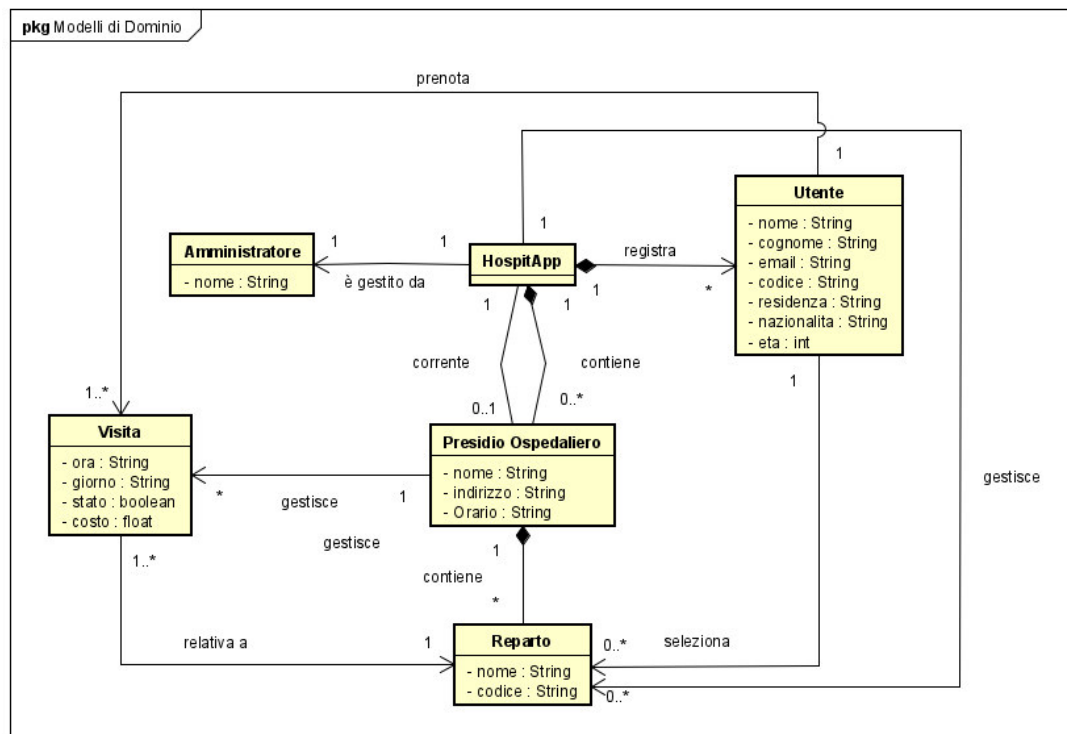 pkg Modelli di Dominio
prenota
1
1
Utente
- nome : String
- cognome : String
- email : String
- codice : String
- residenza : String
- nazionalita : String
- eta : int
Amministratore
- nome : String
1
1
è gestito da
HospitApp
registra
1
*
1
1
1
corrente
contiene
0..1
0..*
1..*
Visita
- ora : String
- giorno : String
- stato : boolean
- costo : float
Presidio Ospedaliero
- nome : String
- indirizzo : String
- Orario : String
gestisce
*
1
gestisce
gestisce
1..*
1
contiene
*
relativa a
1
Reparto
- nome : String
- codice : String
0..*
seleziona
0..*